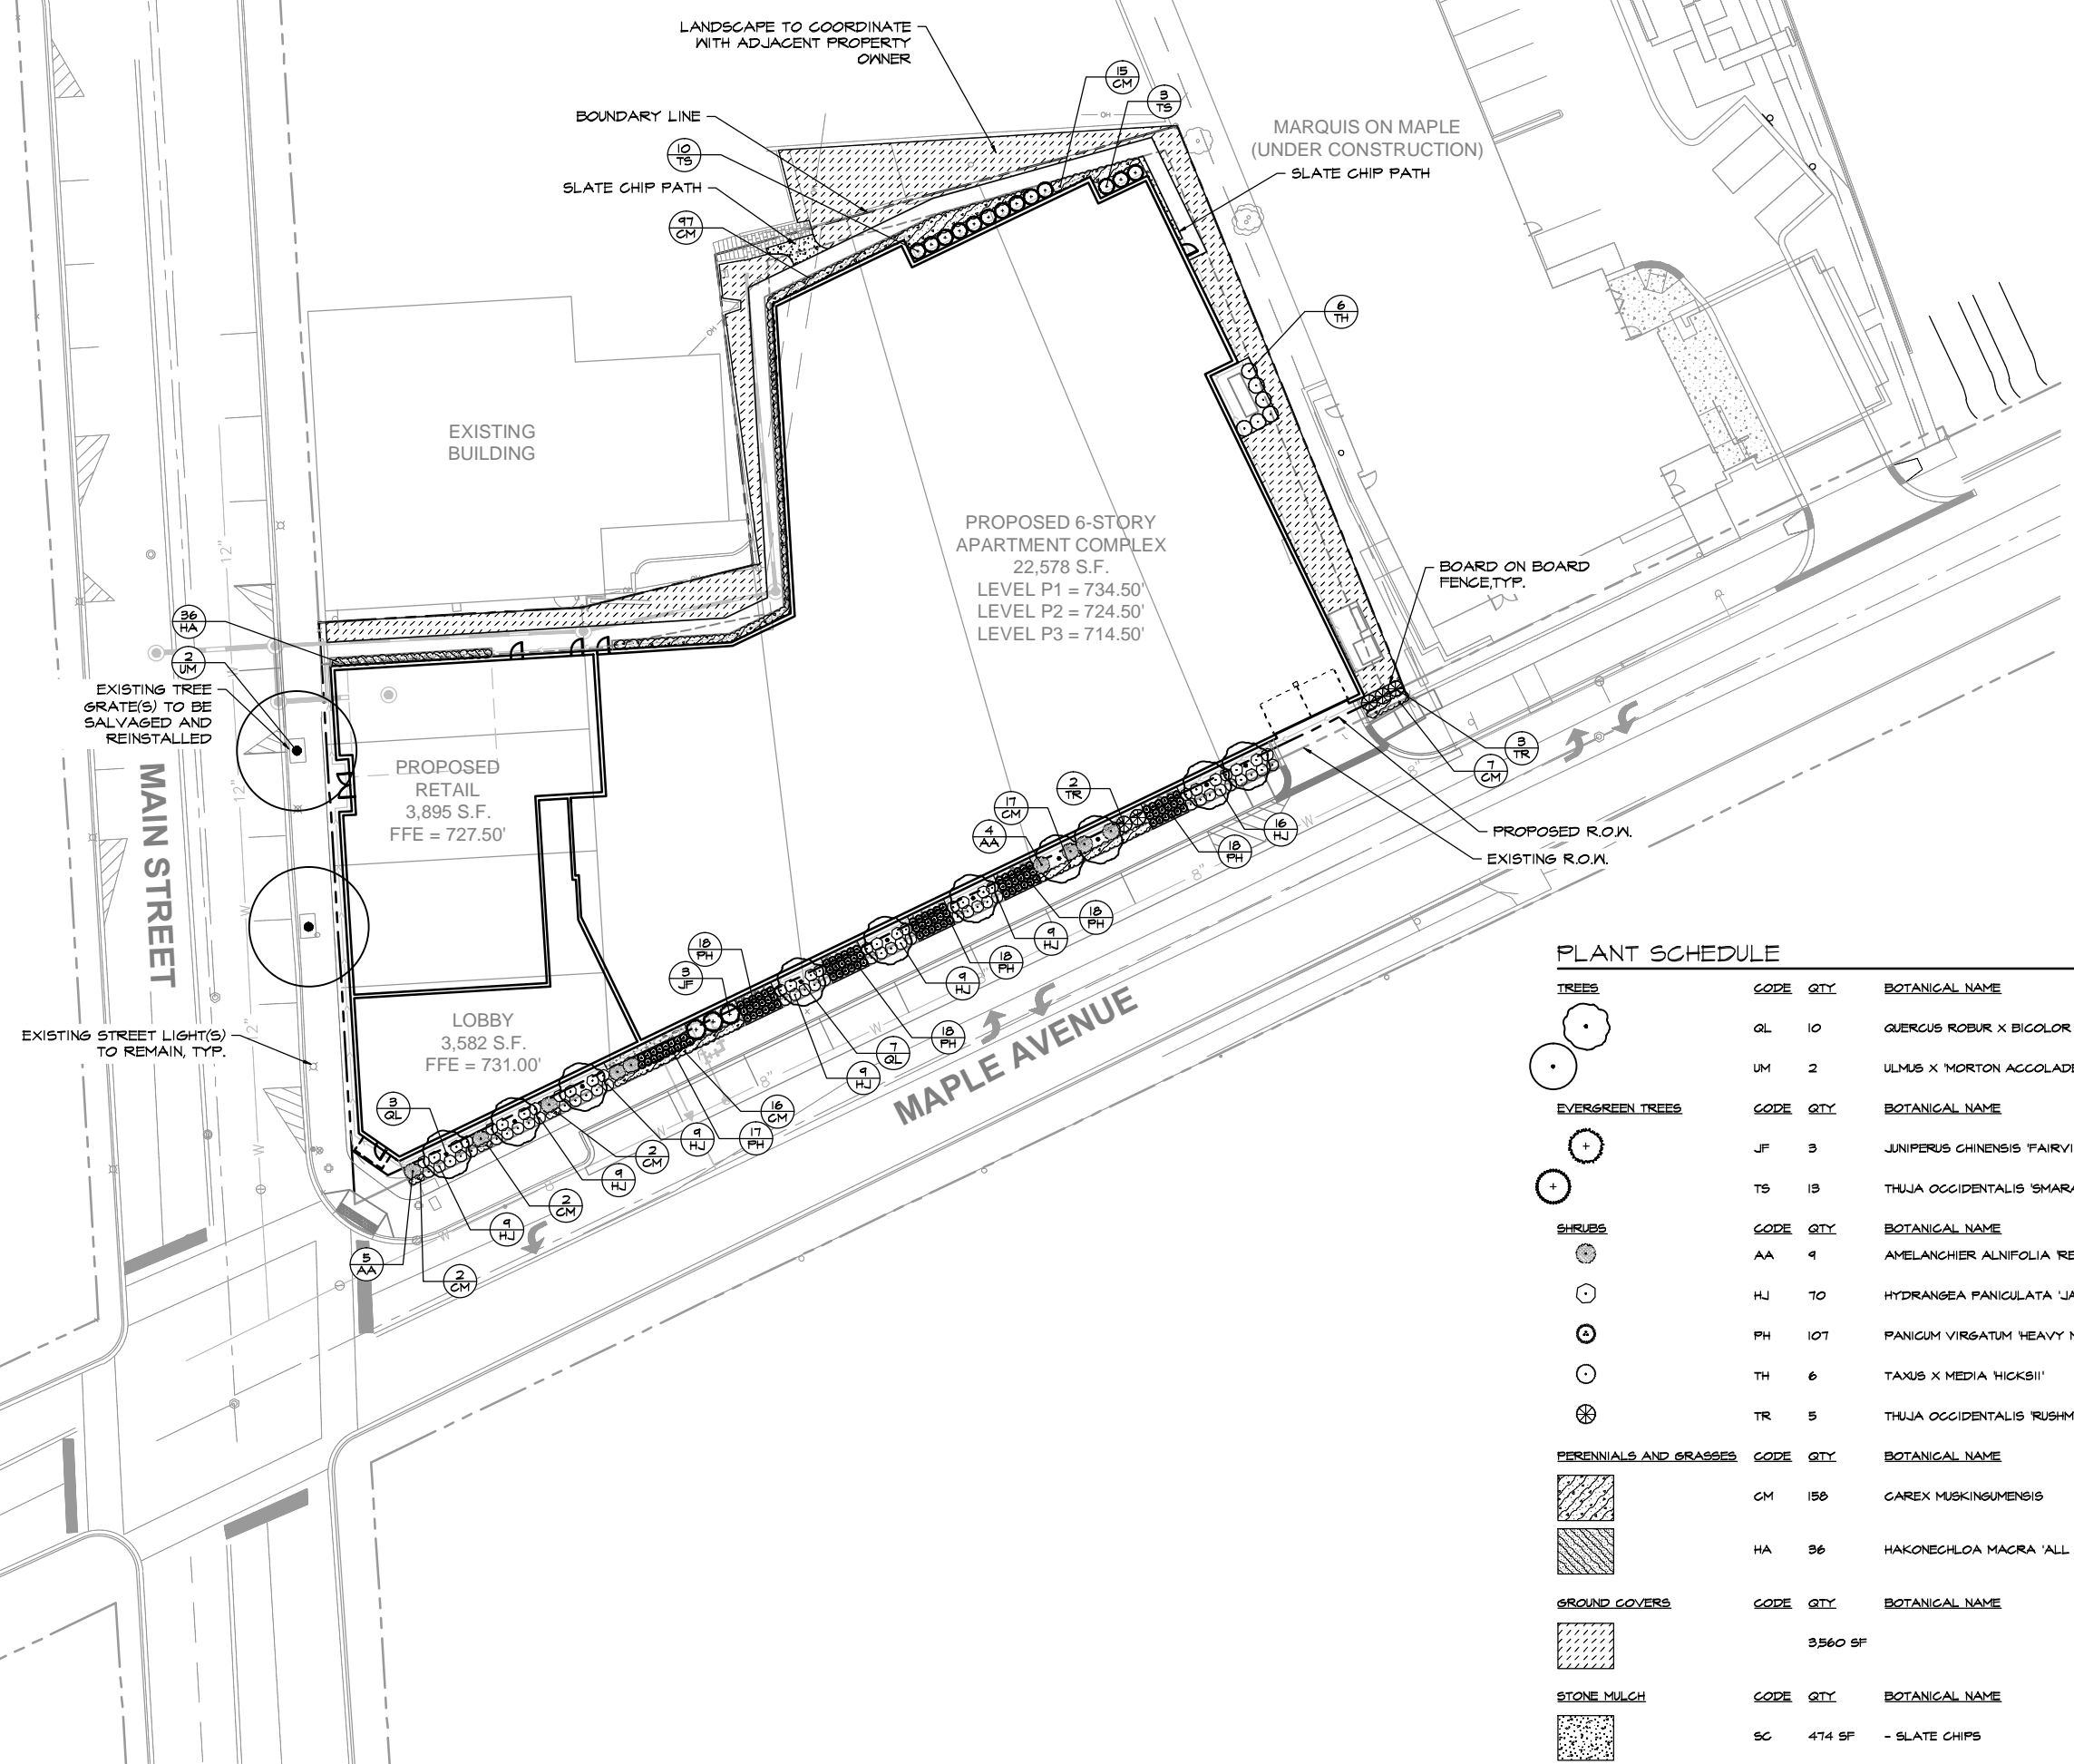 LANDSCAPE TO COORDINATE
WITH ADJACENT PROPERTY
OWNER
15
CM
3
TS
BOUNDARY LINE
10
TS
SLATE CHIP PATH
97
CM
MARQUIS ON MAPLE
(UNDER CONSTRUCTION)
SLATE CHIP PATH
6
TH
EXISTING
BUILDING
PROPOSED 6-STORY
APARTMENT COMPLEX
22,578 S.F.
LEVEL P1 = 734.50'
LEVEL P2 = 724.50'
LEVEL P3 = 714.50'
BOARD ON BOARD
FENCE,TYP.
12"
36
HA
2
UM
EXISTING TREE
GRATE(S) TO BE
SALVAGED AND
REINSTALLED
12"
MAIN STREET
PROPOSED
RETAIL
3,895 S.F.
FFE = 727.50'
3
TR
7
CM
2
TR
17
CM
4
AA
16
HJ
18
PH
PROPOSED R.O.W.
EXISTING R.O.W.
8"
8"
18
PH
9
HJ
18
PH
9
HJ
18
PH
3
JF
18
PH
7
QL
9
HJ
8"
MAPLE AVENUE
12"
EXISTING STREET LIGHT(S)
TO REMAIN, TYP.
LOBBY
3,582 S.F.
FFE = 731.00'
3
QL
16
CM
17
PH
9
HJ
2
CM
9
HJ
2
CM
9
HJ
5
AA
2
CM
PLANT SCHEDULE
TREES CODE QTY BOTANICAL NAME
QL 10 QUERCUS ROBUR X BICOLOR
UM 2 ULMUS X 'MORTON ACCOLADE
EVERGREEN TREES CODE QTY BOTANICAL NAME
JF 3 JUNIPERUS CHINENSIS 'FAIRVI
TS 13 THUJA OCCIDENTALIS 'SMARA
SHRUBS CODE QTY BOTANICAL NAME
AA 9 AMELANCHIER ALNIFOLIA 'RE
HJ 70 HYDRANGEA PANICULATA 'JA
PH 107 PANICUM VIRGATUM 'HEAVY M
TH 6 TAXUS X MEDIA 'HICKSII'
TR 5 THUJA OCCIDENTALIS 'RUSHM
PERENNIALS AND GRASSES CODE QTY BOTANICAL NAME
CM 158 CAREX MUSKINGUMENSIS
HA 36 HAKONECHLOA MACRA 'ALL
GROUND COVERS CODE QTY BOTANICAL NAME
3,560 SF
STONE MULCH CODE QTY BOTANICAL NAME
SC 474 SF - SLATE CHIPS